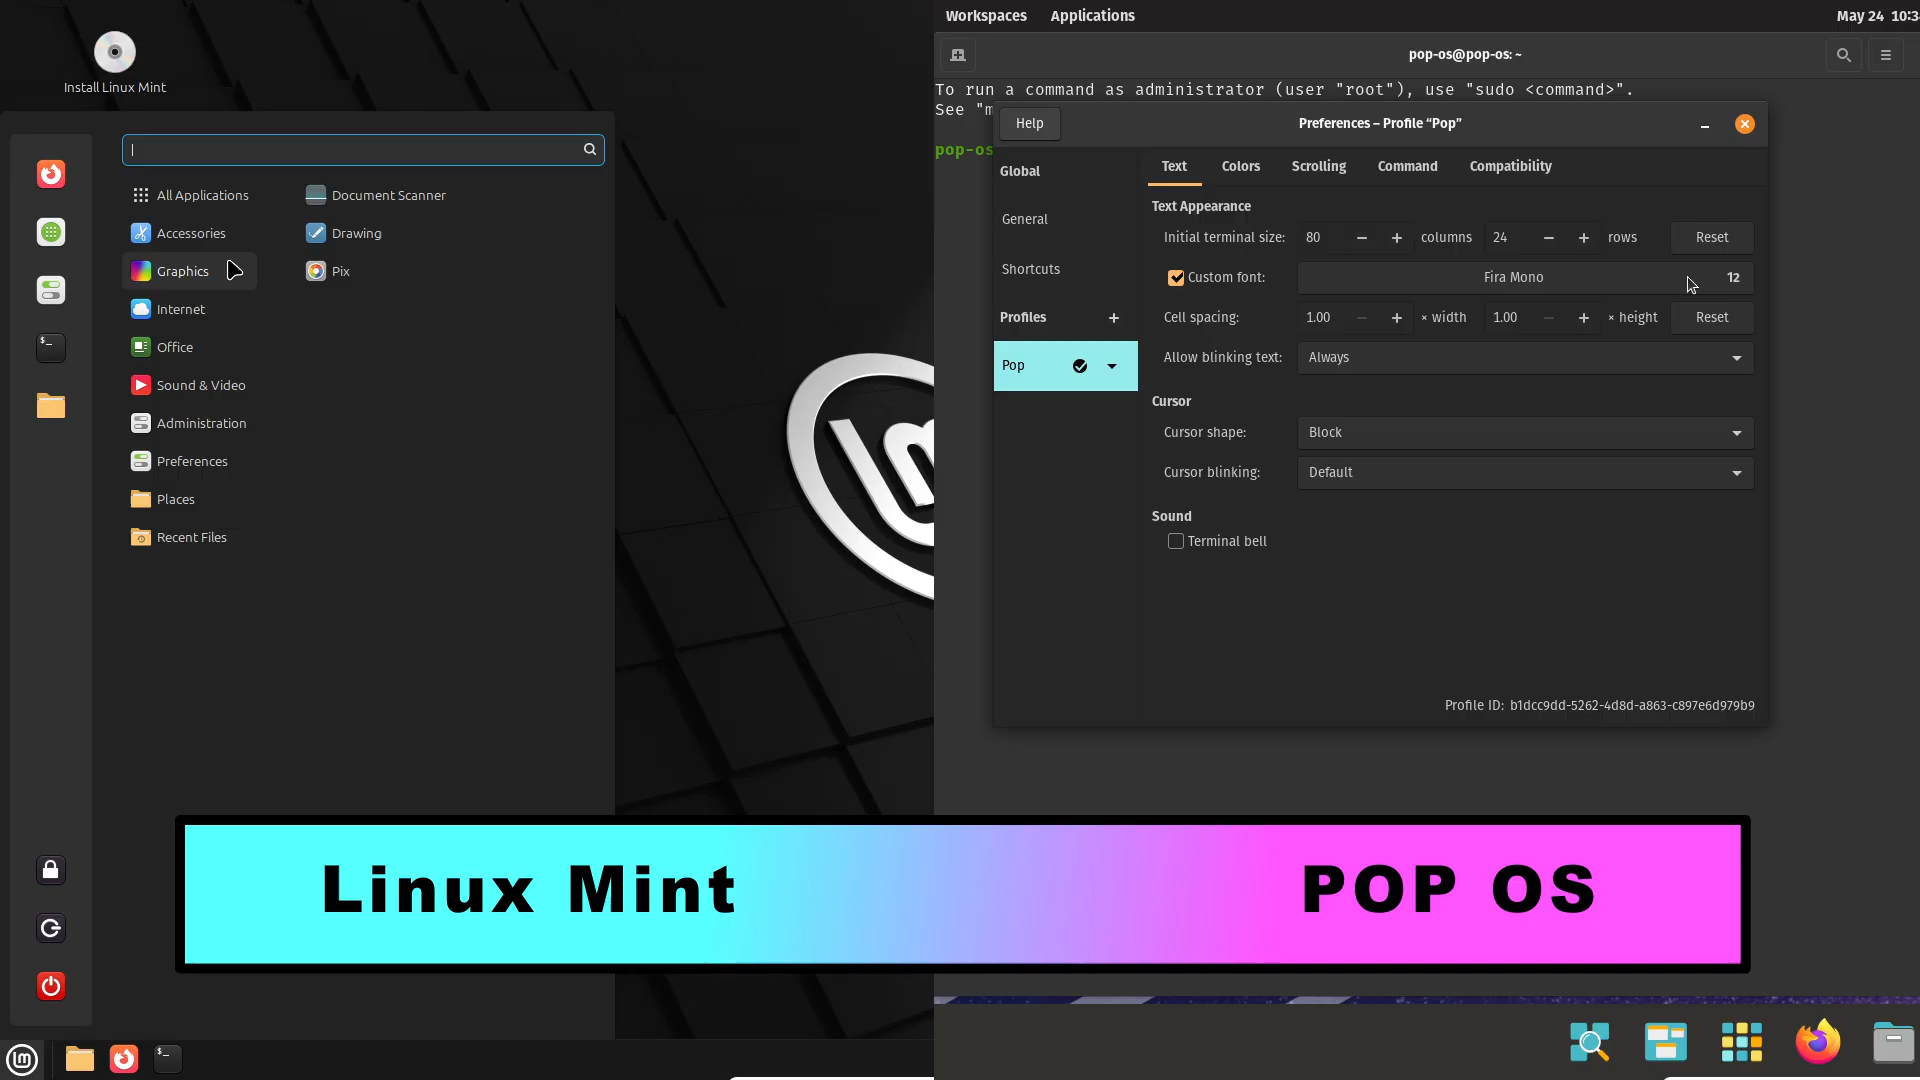 Install Linux Mint
All Applications
Accessories
Graphics
Internet
Office
Sound & Video
Administration
Preferences
Places
Recent Files
Document Scanner
Drawing
Pix
Workspaces Applications
May 24 10:3
pop-os@pop-os: ~
To run a command as administrator (user "root"), use "sudo <command>".
See "m
pop-os
Help
Preferences – Profile “Pop”
Global
General
Shortcuts
Profiles
Pop
Text Colors Scrolling Command Compatibility
Text Appearance
Initial terminal size: 80 − + columns 24 − + rows Reset
Custom font: Fira Mono 12
Cell spacing: 1.00 − + × width 1.00 − + × height Reset
Allow blinking text: Always
Cursor
Cursor shape: Block
Cursor blinking: Default
Sound
Terminal bell
Profile ID: b1dcc9dd-5262-4d8d-a863-c897e6d979b9
Linux Mint
POP OS